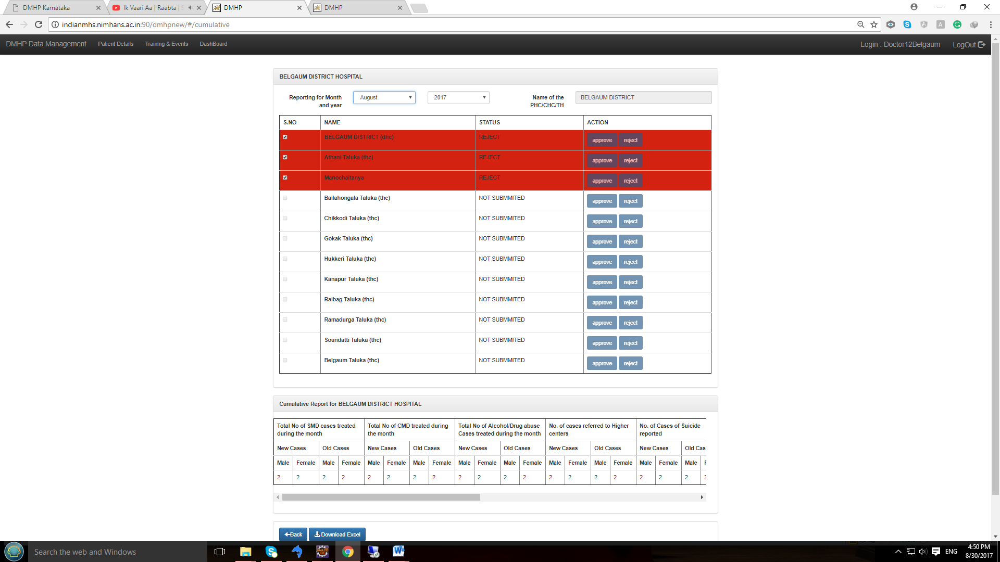 DMHP Karnataka
Ik Vaari Aa | Raabta | S
DMHP
DMHP
indianmhs.nimhans.ac.in:90/dmhpnew/#/cumulative
DMHP Data Management Patient Details Training & Events DashBoard Login : Doctor12Belgaum LogOut
BELGAUM DISTRICT HOSPITAL
Reporting for Month and year August 2017 Name of the PHC/CHC/TH BELGAUM DISTRICT
S.NO NAME STATUS ACTION
BELGAUM DISTRICT (dhc) REJECT approve reject
Athani Taluka (thc) REJECT approve reject
Manochaitanya REJECT approve reject
Bailahongala Taluka (thc) NOT SUBMMITED approve reject
Chikkodi Taluka (thc) NOT SUBMMITED approve reject
Gokak Taluka (thc) NOT SUBMMITED approve reject
Hukkeri Taluka (thc) NOT SUBMMITED approve reject
Kanapur Taluka (thc) NOT SUBMMITED approve reject
Raibag Taluka (thc) NOT SUBMMITED approve reject
Ramadurga Taluka (thc) NOT SUBMMITED approve reject
Soundatti Taluka (thc) NOT SUBMMITED approve reject
Belgaum Taluka (thc) NOT SUBMMITED approve reject
Cumulative Report for BELGAUM DISTRICT HOSPITAL
Total No of SMD cases treated during the month Total No of CMD treated during the month Total No of Alcohol/Drug abuse Cases treated during the month No. of cases referred to Higher centers No. of Cases of Suicide reported
New Cases Old Cases New Cases Old Cases New Cases Old Cases New Cases Old Cases New Cases Old Cas
Male Female Male Female Male Female Male Female Male Female Male Female Male Female Male Female Male Female Male F
2 2 2 2 2 2 2 2 2 2 2 2 2 2 2 2 2 2 2 2
Back Download Excel
Search the web and Windows
ENG
4:50 PM
8/30/2017